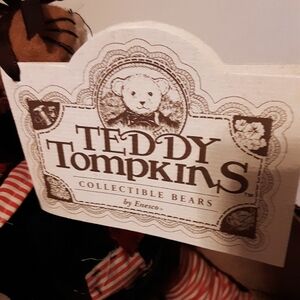 TEDDY
TOMPKINS
COLLECTIBLE BEARS
by Enesco